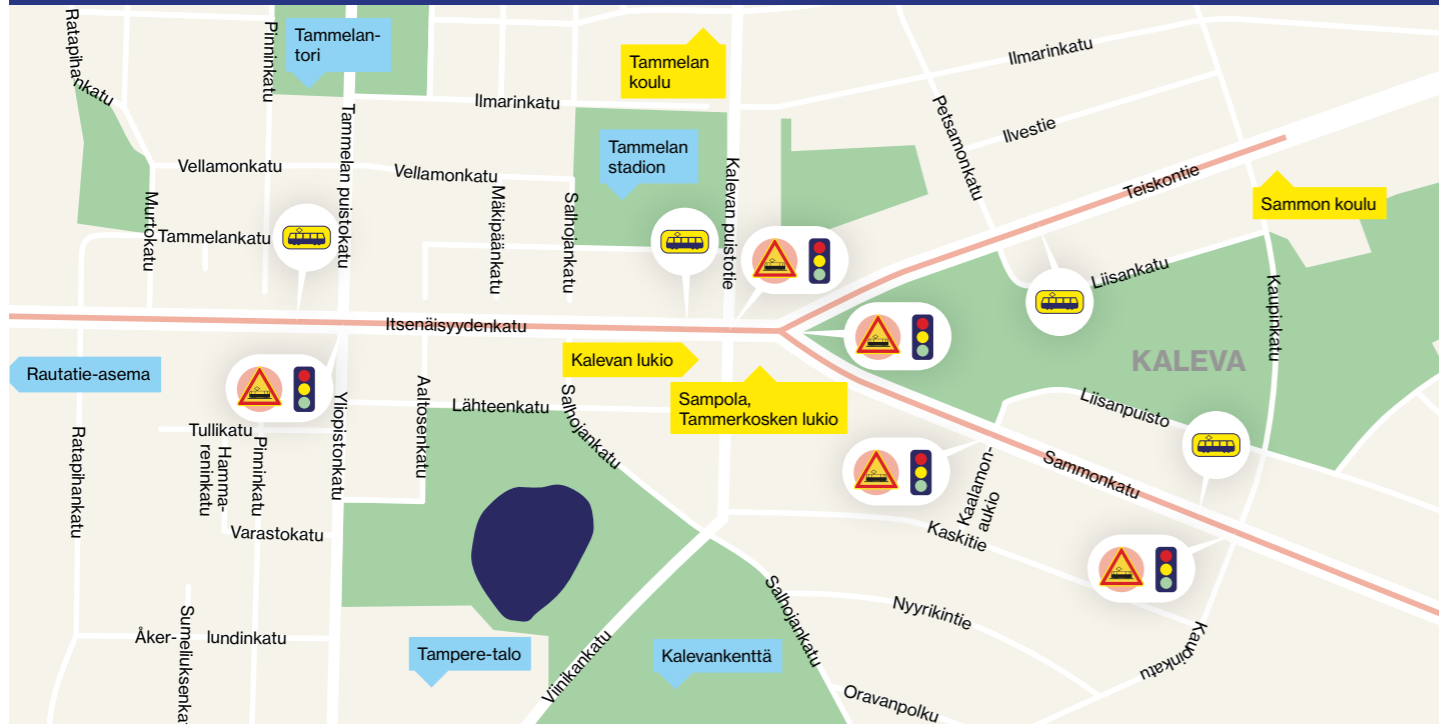 Ratapihankatu
Pinninkatu
Tammelan-
tori
Tammelan
koulu
Ilmarinkatu
Ilmarinkatu
Petsamonkatu
Ilvestie
Tammelan puistokatu
Vellamonkatu
Vellamonkatu
Tammelan
stadion
Kalevan puistotie
Teiskontie
Sammon koulu
Murtokatu
Tammelankatu
Mäkipäänkatu
Salhojankatu
Liisankatu
Kaupinkatu
Itsenäisyydenkatu
Rautatie-asema
Kalevan lukio
KALEVA
Sampola,
Tammerkosken lukio
Yliopistonkatu
Aaltosenkatu
Lähteenkatu
Salhojankatu
Liisanpuisto
Ratapihankatu
Tullikatu
Hamma-
reninkatu
Pinninkatu
Varastokatu
Sammonkatu
Kaalamon-
aukio
Kaskitie
Salhojankatu
Nyyrikintie
Kaupinkatu
Åker-
lundinkatu
Sumeliuksenkat
Tampere-talo
Viinikankatu
Kalevankenttä
Oravanpolku